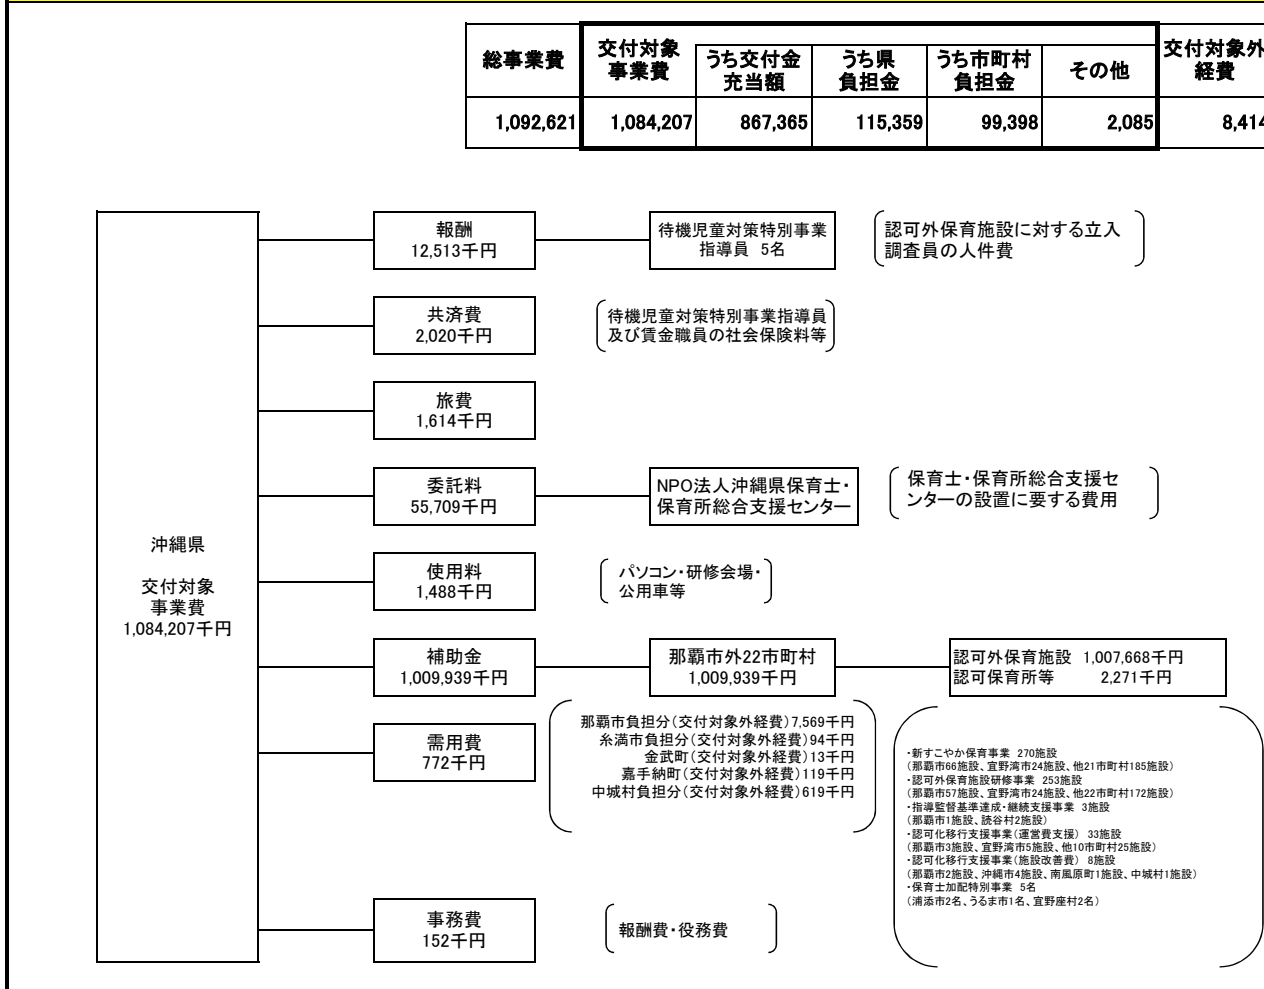 総事業費
交付対象
事業費
うち交付金
充当額
うち県
負担金
うち市町村
負担金
その他
交付対象外
経費
1,092,621
1,084,207
867,365
115,359
99,398
2,085
8,414
沖縄県
交付対象
事業費
1,084,207千円
報酬
12,513千円
待機児童対策特別事業
指導員 5名
認可外保育施設に対する立入
調査員の人件費
共済費
2,020千円
待機児童対策特別事業指導員
及び賃金職員の社会保険料等
旅費
1,614千円
委託料
55,709千円
NPO法人沖縄県保育士・
保育所総合支援センター
保育士・保育所総合支援セ
ンターの設置に要する費用
使用料
1,488千円
パソコン・研修会場・
公用車等
補助金
1,009,939千円
那覇市外22市町村
1,009,939千円
認可外保育施設 1,007,668千円
認可保育所等 2,271千円
需用費
772千円
那覇市負担分(交付対象外経費)7,569千円
糸満市負担分(交付対象外経費)94千円
金武町(交付対象外経費)13千円
嘉手納町(交付対象外経費)119千円
中城村負担分(交付対象外経費)619千円
・新すこやか保育事業 270施設
(那覇市66施設、宜野湾市24施設、他21市町村185施設)
・認可外保育施設研修事業 253施設
(那覇市57施設、宜野湾市24施設、他22市町村172施設)
・指導監督基準達成・継続支援事業 3施設
(那覇市1施設、読谷村2施設)
・認可化移行支援事業(運営費支援) 33施設
(那覇市3施設、宜野湾市5施設、他10市町村25施設)
・認可化移行支援事業(施設改善費) 8施設
(那覇市2施設、沖縄市4施設、南風原町1施設、中城村1施設)
・保育士加配特別事業 5名
(浦添市2名、うるま市1名、宜野座村2名)
事務費
152千円
報酬費・役務費